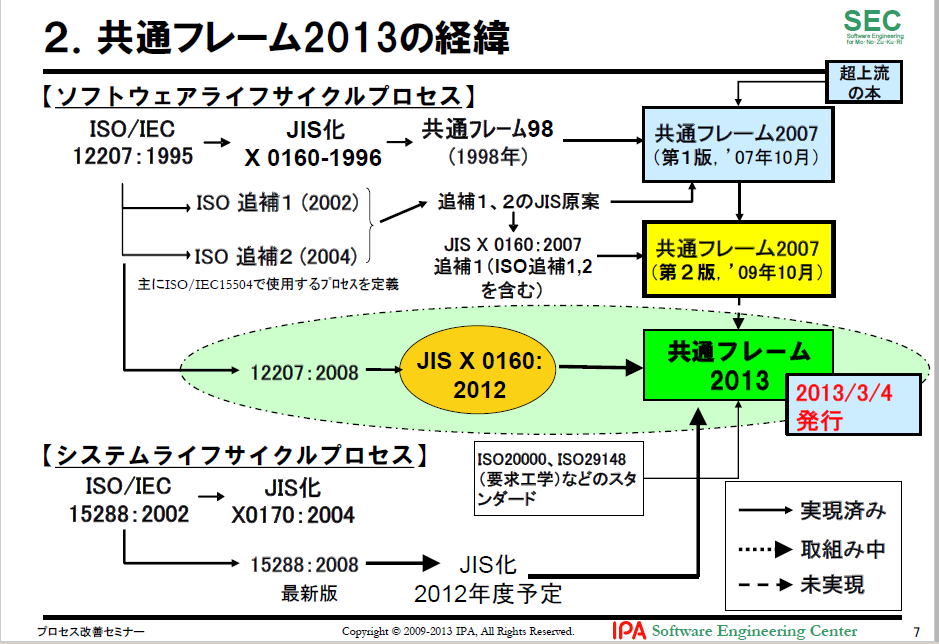 2．共通フレーム2013の経緯
SEC
Software Engineering
for Mo・No・Zu・Ku・Ri
超上流
の本
【ソフトウェアライフサイクルプロセス】
ISO/IEC
12207：1995
JIS化
X 0160-1996
共通フレーム98
（1998年）
共通フレーム2007
（第１版，’07年10月）
ISO 追補１（2002）
追補１、２のJIS原案
ISO 追補２（2004）
JIS X 0160：2007
追補１（ISO追補1,2
を含む）
共通フレーム2007
（第２版，’09年10月）
主にISO/IEC15504で使用するプロセスを定義
12207：2008
JIS X 0160:
2012
共通フレーム
2013
2013/3/4
発行
【システムライフサイクルプロセス】
ISO/IEC
15288：2002
JIS化
X0170：2004
ISO20000、ISO29148
（要求工学）などのスタ
ンダード
15288：2008
最新版
JIS化
2012年度予定
実現済み
取組み中
未実現
プロセス改善セミナー
Copyright © 2009-2013 IPA, All Rights Reserved.
IPA Software Engineering Center
7